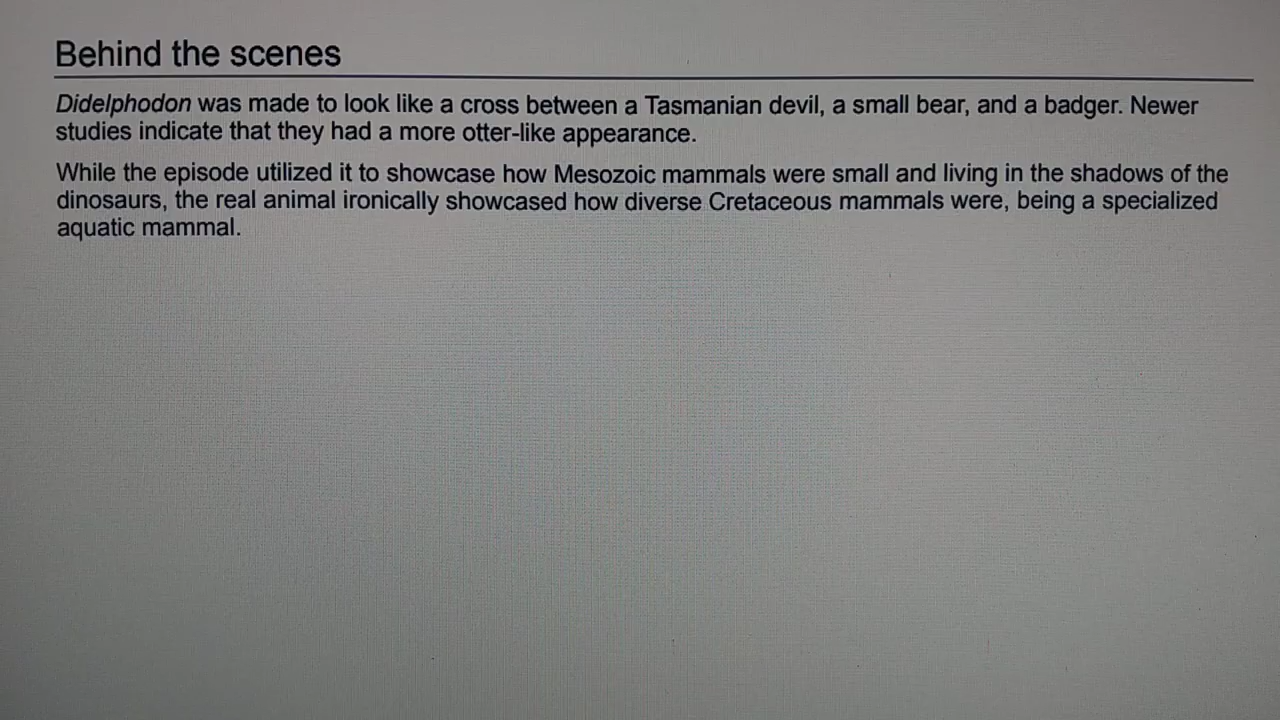 Behind the scenes
Didelphodon was made to look like a cross between a Tasmanian devil, a small bear, and a badger. Newer
studies indicate that they had a more otter-like appearance.
While the episode utilized it to showcase how Mesozoic mammals were small and living in the shadows of the
dinosaurs, the real animal ironically showcased how diverse Cretaceous mammals were, being a specialized
aquatic mammal.